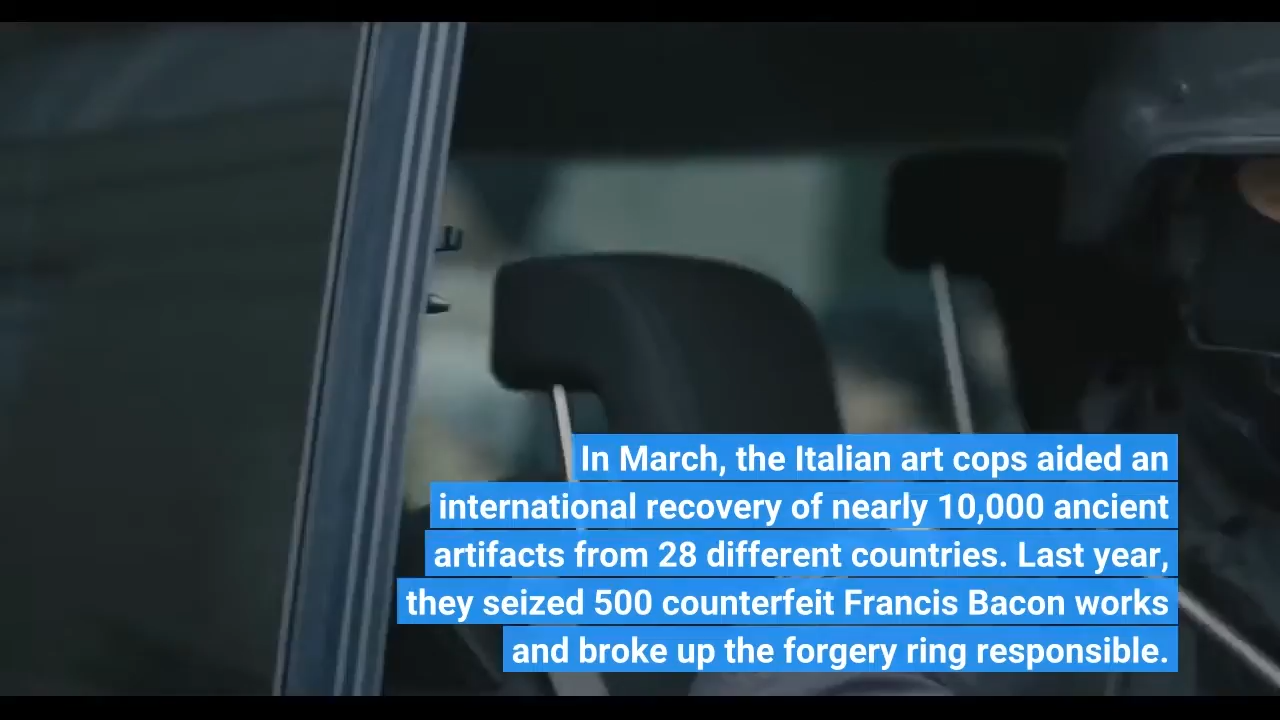 In March, the Italian art cops aided an
international recovery of nearly 10,000 ancient
artifacts from 28 different countries. Last year,
they seized 500 counterfeit Francis Bacon works
and broke up the forgery ring responsible.